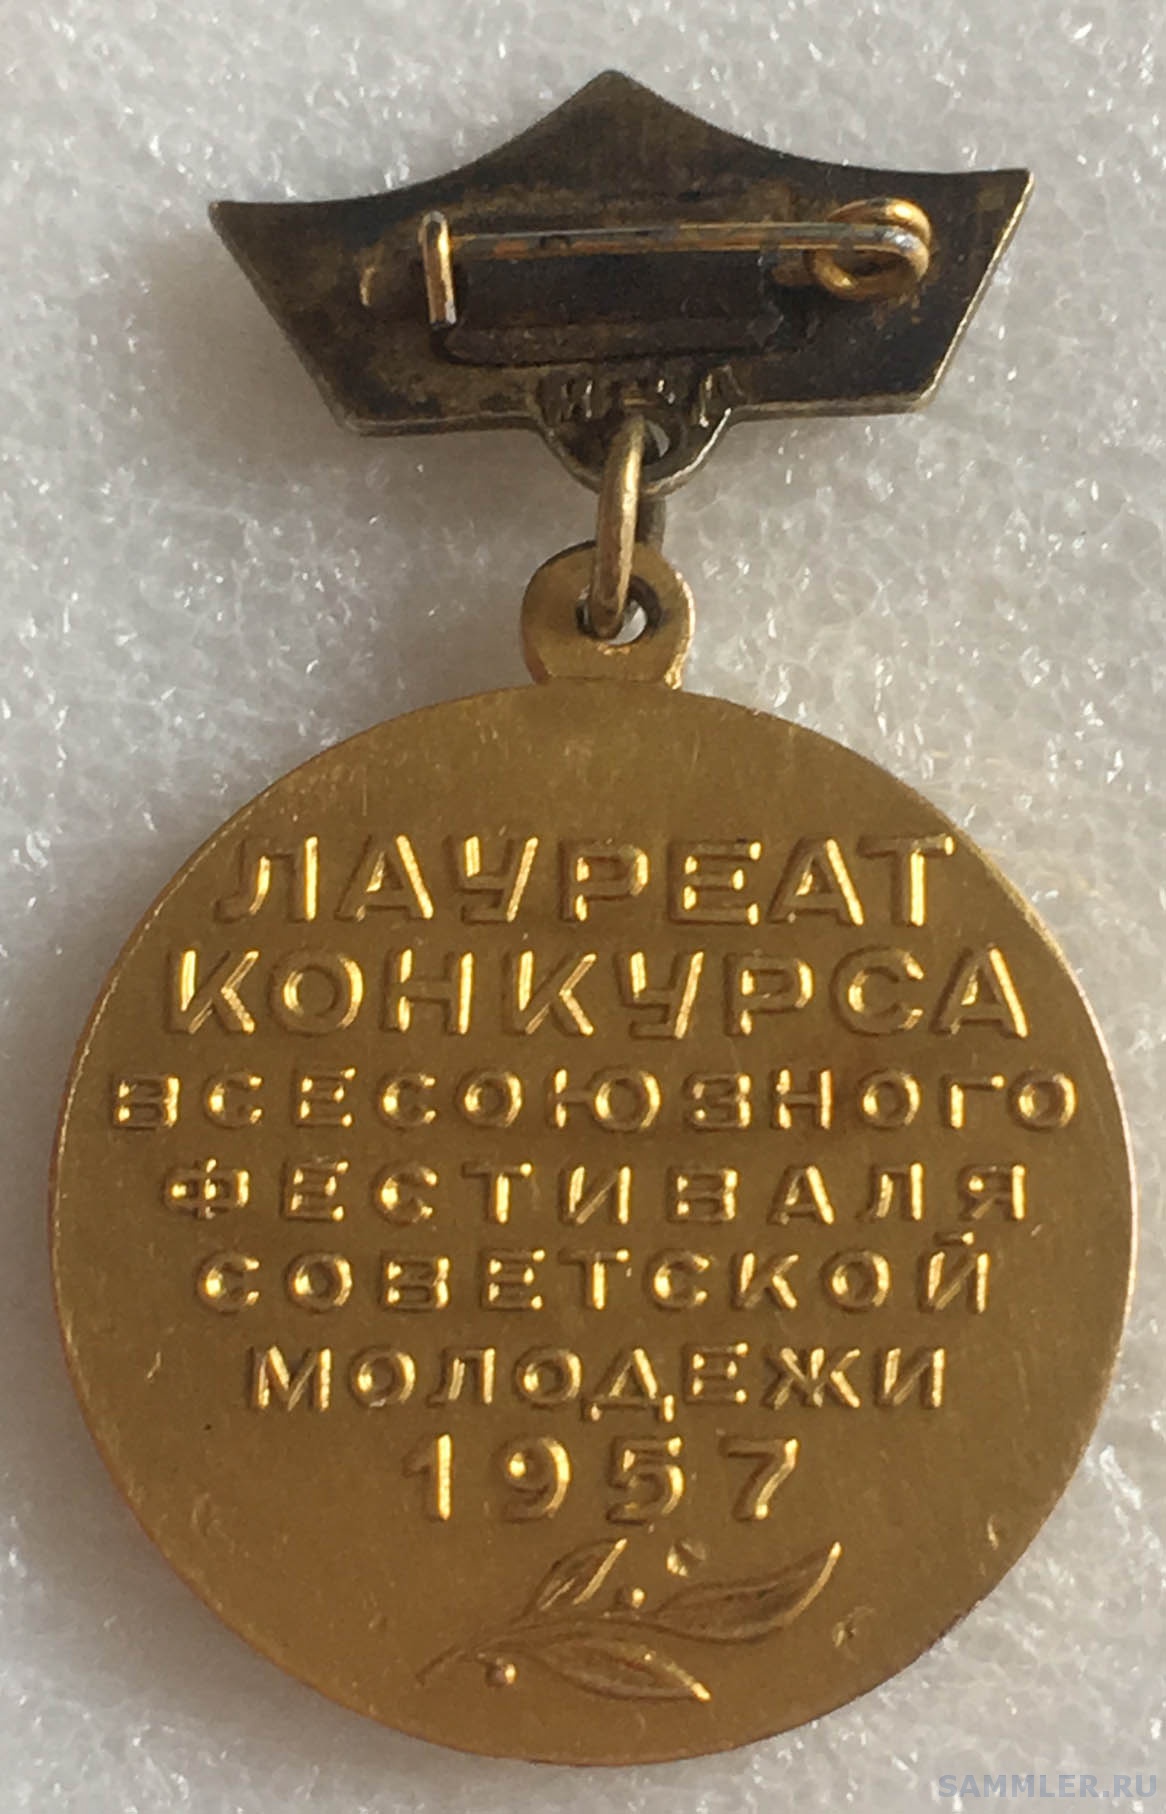 ЛАУРЕАТ
КОНКУРСА
ВСЕСОЮЗНОГО
ФЕСТИВАЛЯ
СОВЕТСКОЙ
МОЛОДЕЖИ
1957
SAMMLER.RU